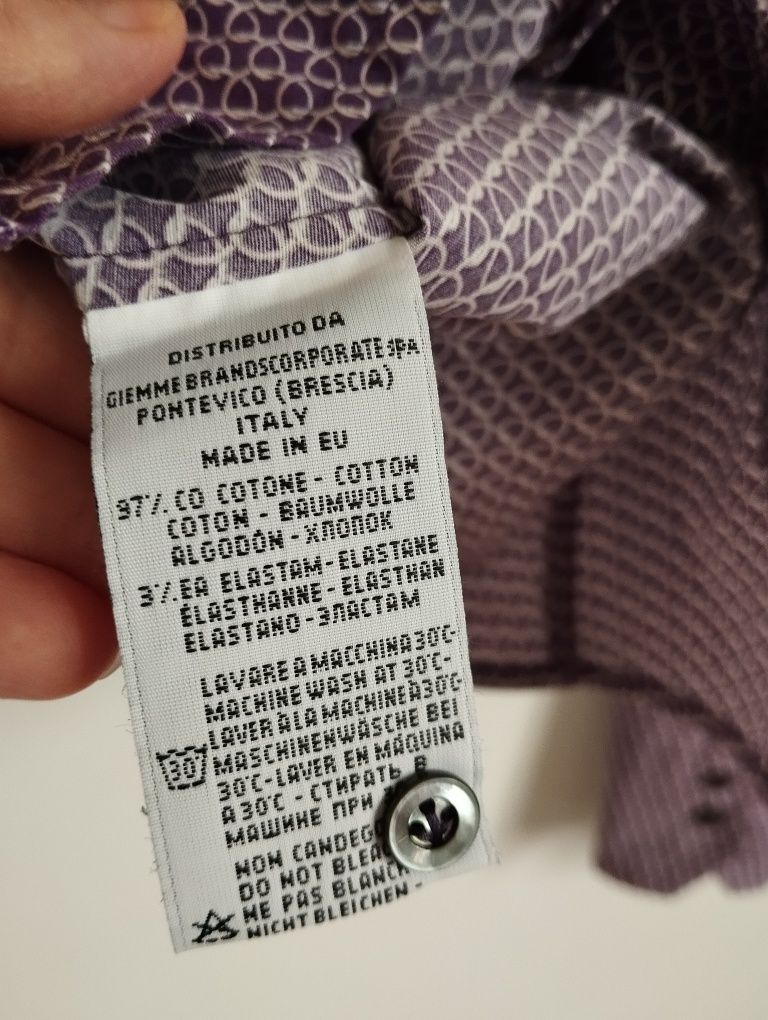 DISTRIBUITO DA
GIEMMEBRANDSCORPORATE SPA
PONTEVICO (BRESCIA)
ITALY
MADE IN EU
97%.CO COTONE - COTTON
COTON - BAUMWOLLE
ALGODÓN - ХЛОПОК
3%.EA ELASTAM-ELASTANE
ÉLASTHANNE - ELASTHAN
ELASTANO - ЭЛАСТАМ
LAVARE A MACCHINA 30°C-
MACHINE WASH AT 30°C-
LAVER À LA MACHINE À 30°C-
MASCHINENWÄSCHE BEI
30°C-LAVER EN MÁQUINA
A 30°C - СТИРАТЬ В
МАШИНЕ ПРИ
30°
NON CANDEG
DO NOT BLEA
NE PAS BLANCH
NICHT BLEICHEN -